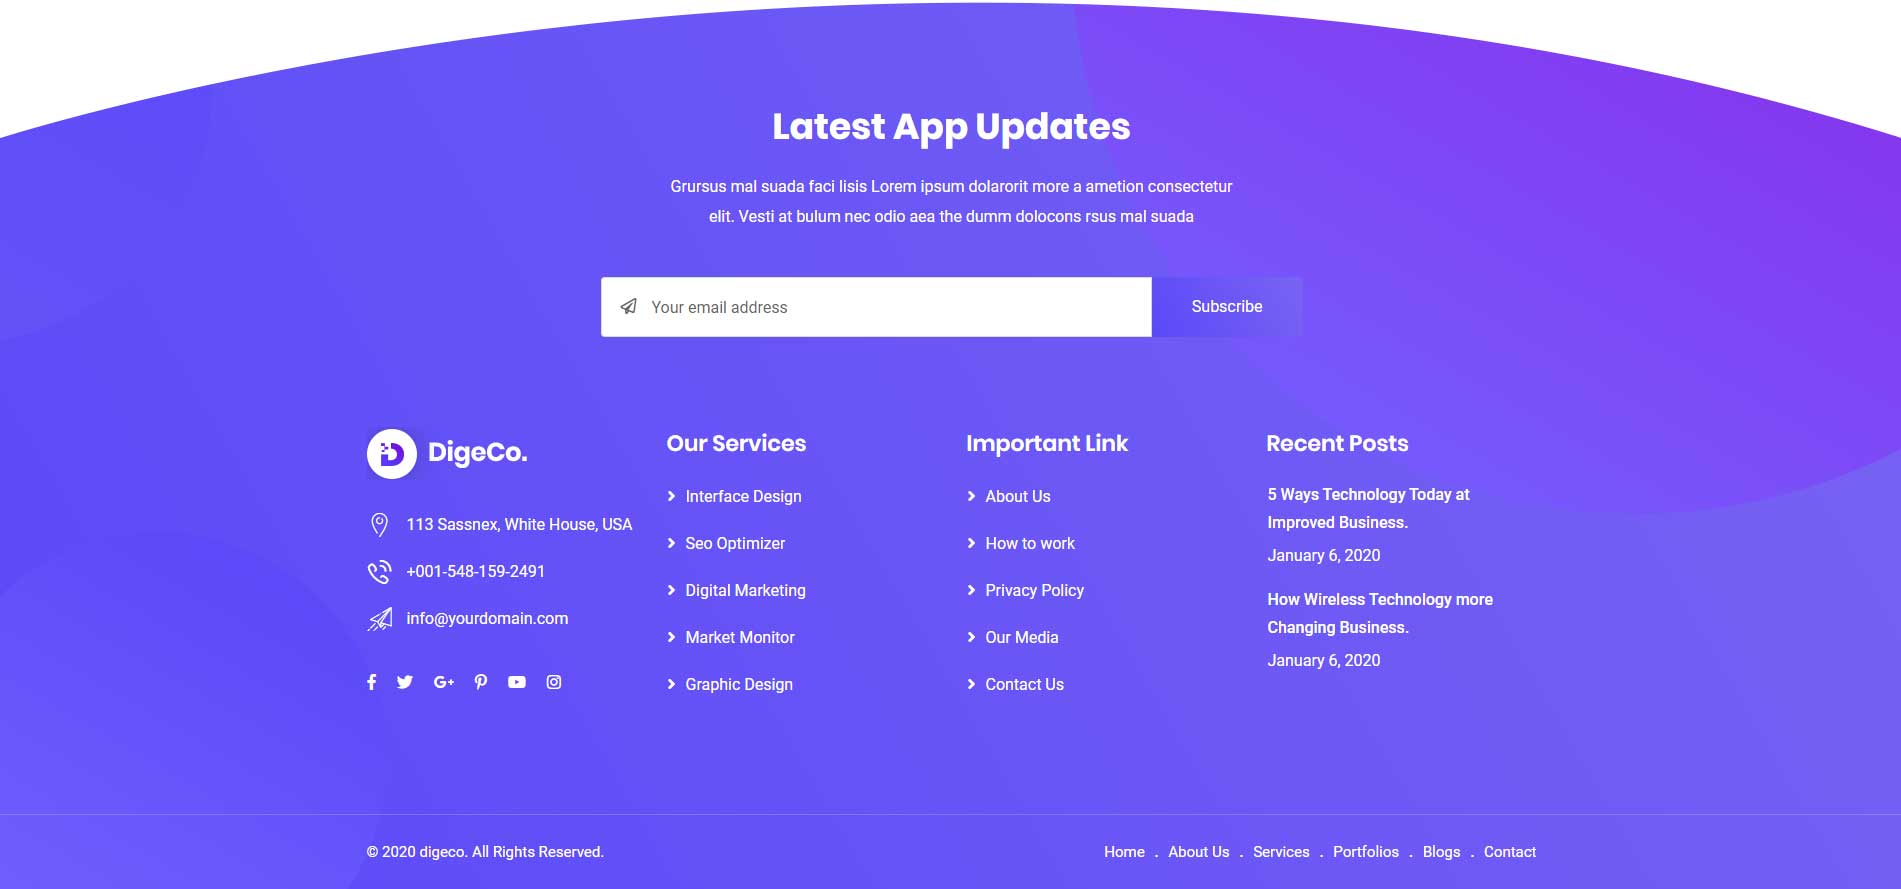 Latest App Updates
Grursus mal suada faci lisis Lorem ipsum dolarorit more a ametion consectetur
elit. Vesti at bulum nec odio aea the dumm dolocons rsus mal suada
Your email address
Subscribe
DigeCo.
113 Sassnex, White House, USA
+001-548-159-2491
info@yourdomain.com
Our Services
Interface Design
Seo Optimizer
Digital Marketing
Market Monitor
Graphic Design
Important Link
About Us
How to work
Privacy Policy
Our Media
Contact Us
Recent Posts
5 Ways Technology Today at
Improved Business.
January 6, 2020
How Wireless Technology more
Changing Business.
January 6, 2020
© 2020 digeco. All Rights Reserved.
Home . About Us . Services . Portfolios . Blogs . Contact